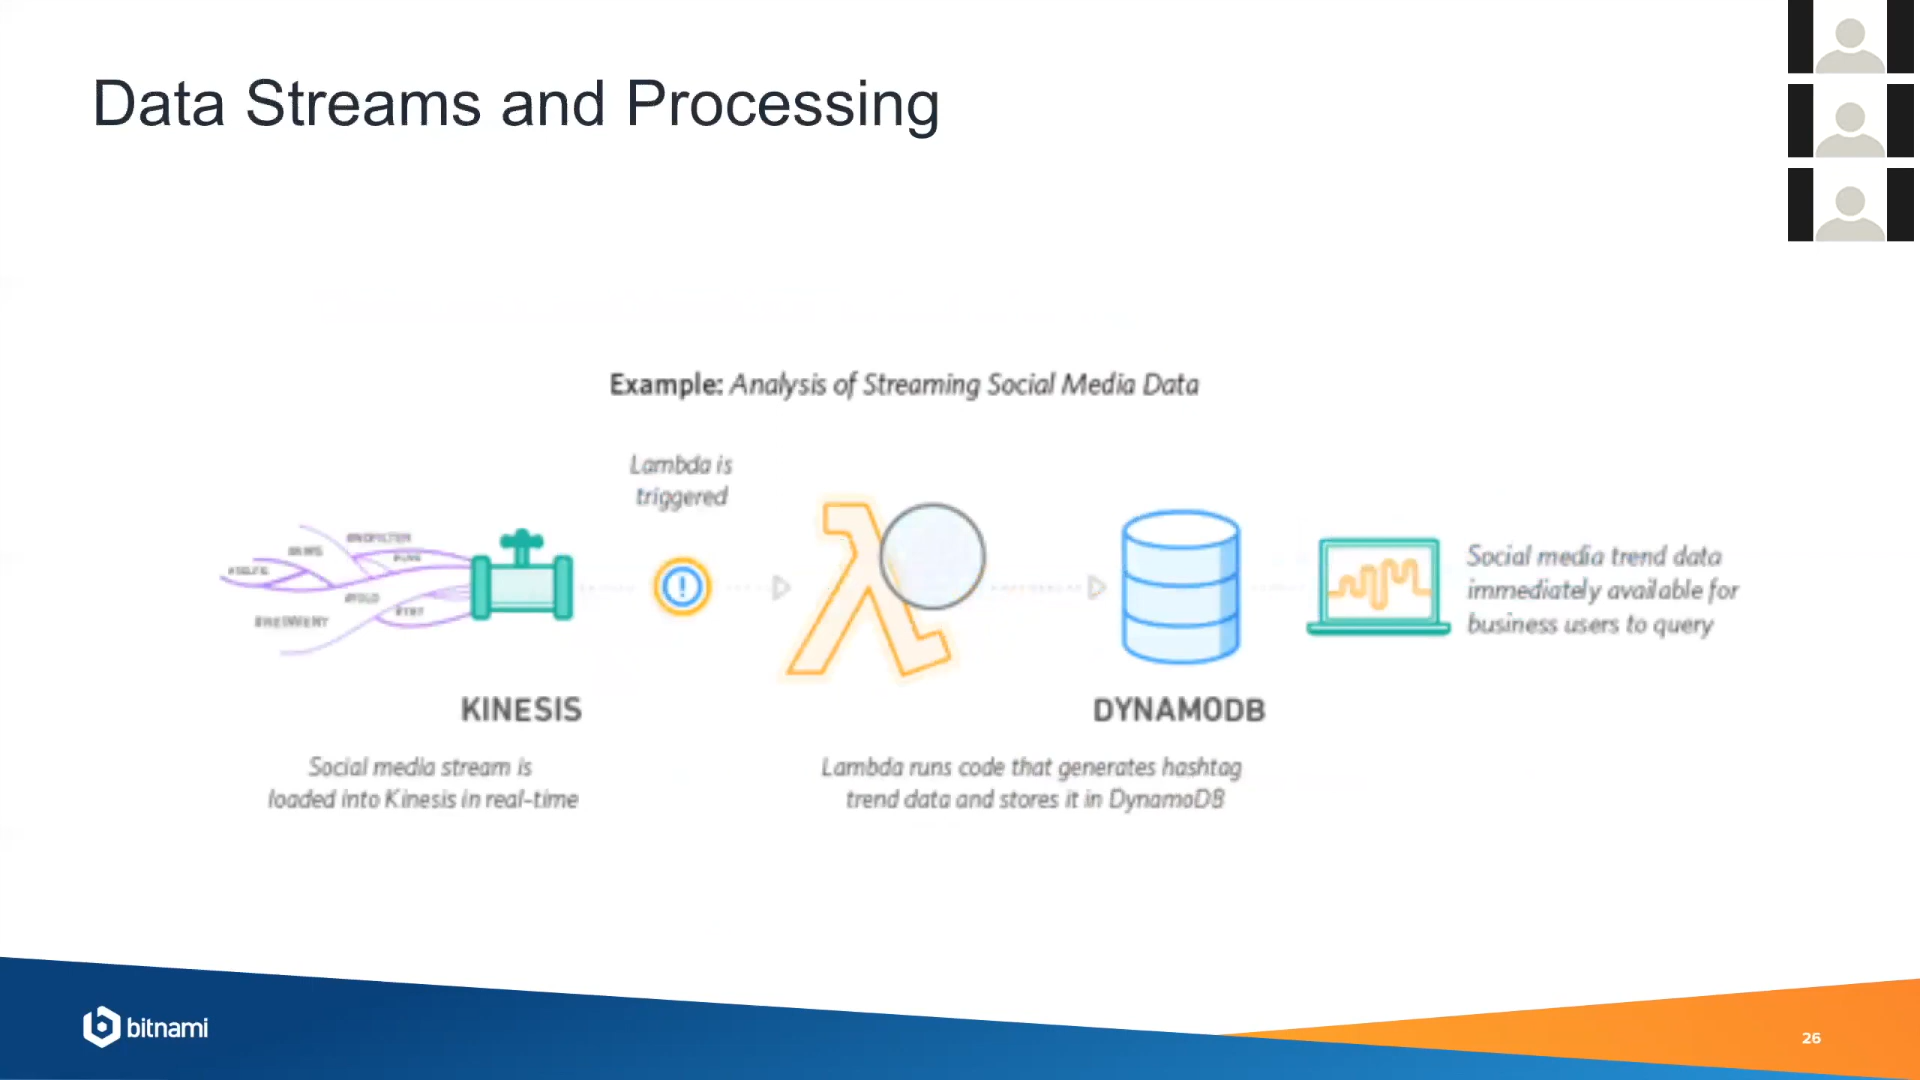 Data Streams and Processing
Example: Analysis of Streaming Social Media Data
Lambda is
triggered
KINESIS
Social media stream is
loaded into Kinesis in real-time
DYNAMODB
Lambda runs code that generates hashtag
trend data and stores it in DynamoDB
Social media trend data
immediately available for
business users to query
bitnami
26